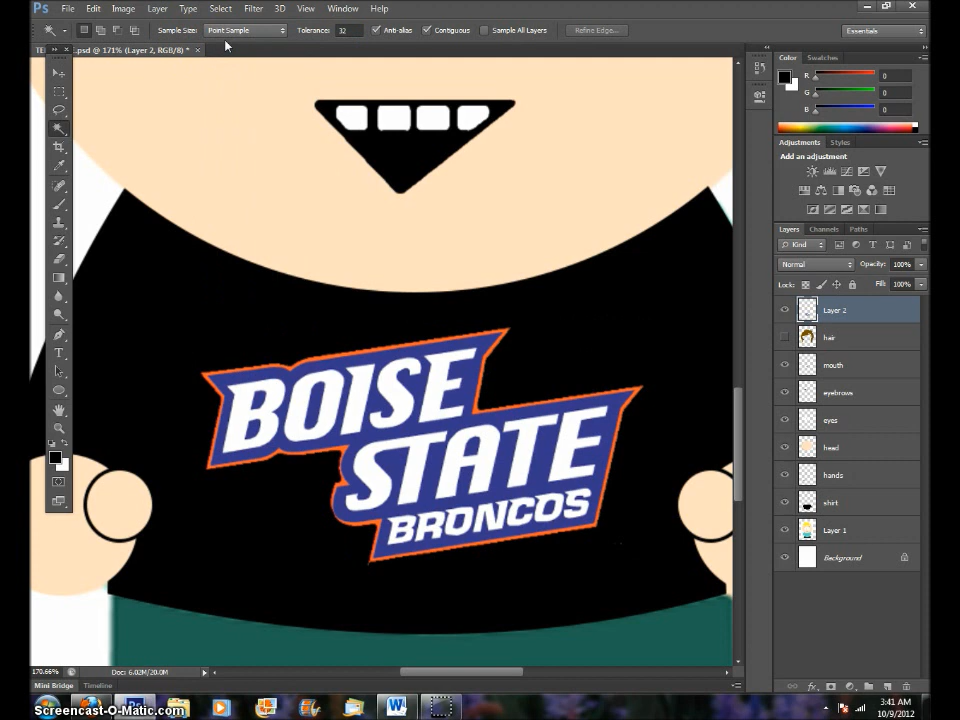 Ps File Edit Image Layer Type Select Filter 3D View Window Help
Sample Size: Point Sample Tolerance: 32 Anti-alias Contiguous Sample All Layers Refine Edge... Essentials
.psd @ 171% (Layer 2, RGB/8) * x
Color Swatches
R 0
G 0
B 0
Adjustments Styles
Add an adjustment
Layers Channels Paths
Kind
Normal Opacity: 100%
Lock: Fill: 100%
Layer 2
hair
mouth
eyebrows
eyes
head
hands
shirt
Layer 1
Background
BOISE
STATE
BRONCOS
170.66% Doc: 6.02M/20.0M
Mini Bridge Timeline
Screencast-O-Matic.com
3:41 AM
10/9/2012